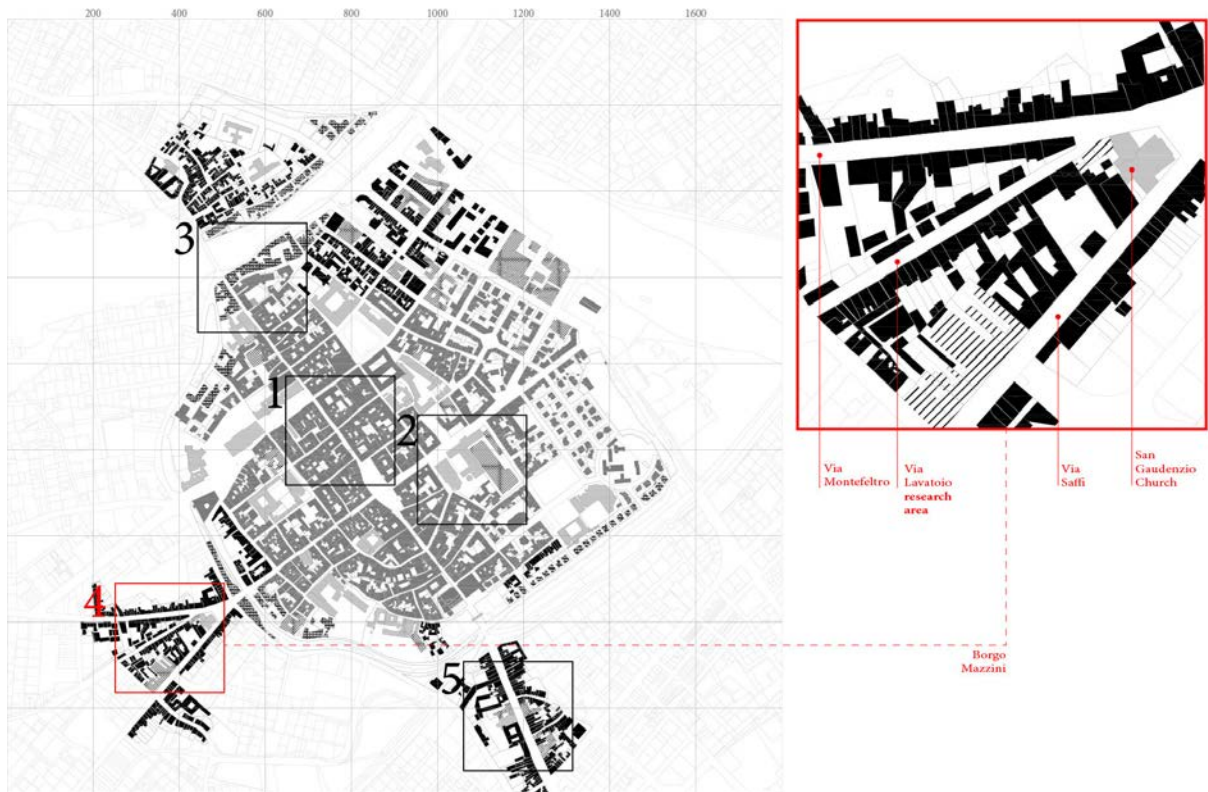 200 400 600 800 1000 1200 1400 1600
3
1
2
4
5
Via
Montefeltro
Via
Lavatoio
research
area
Via
Saffi
San
Gaudenzio
Church
Borgo
Mazzini